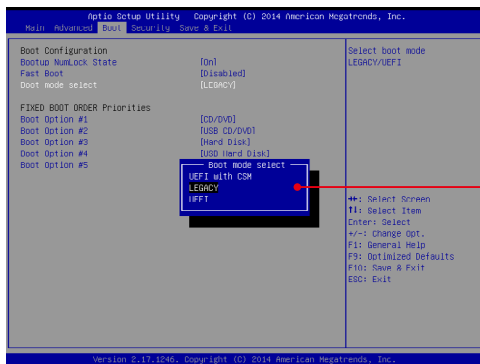 Aptio Setup Utility Copyright (C) 2014 American Megatrends, Inc.
Main Advanced Boot Security Save & Exit
Boot Configuration
Bootup NumLock State [On]
Fast Boot [Disabled]
Boot mode select [LEGACY]
FIXED BOOT ORDER Priorities
Boot Option #1 [CD/DVD]
Boot Option #2 [USB CD/DVD]
Boot Option #3 [Hard Disk]
Boot Option #4 [USB Hard Disk]
Boot Option #5
Boot mode select
UEFI with CSM
LEGACY
UEFI
Select boot mode
LEGACY/UEFI
→←: Select Screen
↑↓: Select Item
Enter: Select
+/-: Change Opt.
F1: General Help
F9: Optimized Defaults
F10: Save & Exit
ESC: Exit
Version 2.17.1246. Copyright (C) 2014 American Megatrends, Inc.